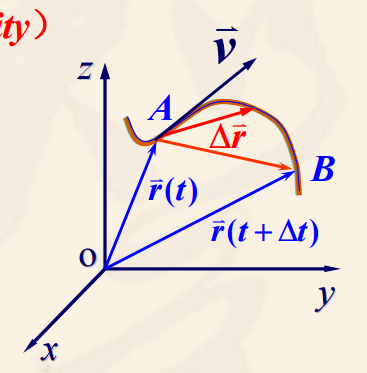 ity）
z
v⃗
A
Δr⃗
B
r⃗(t)
r⃗(t + Δt)
o
y
x